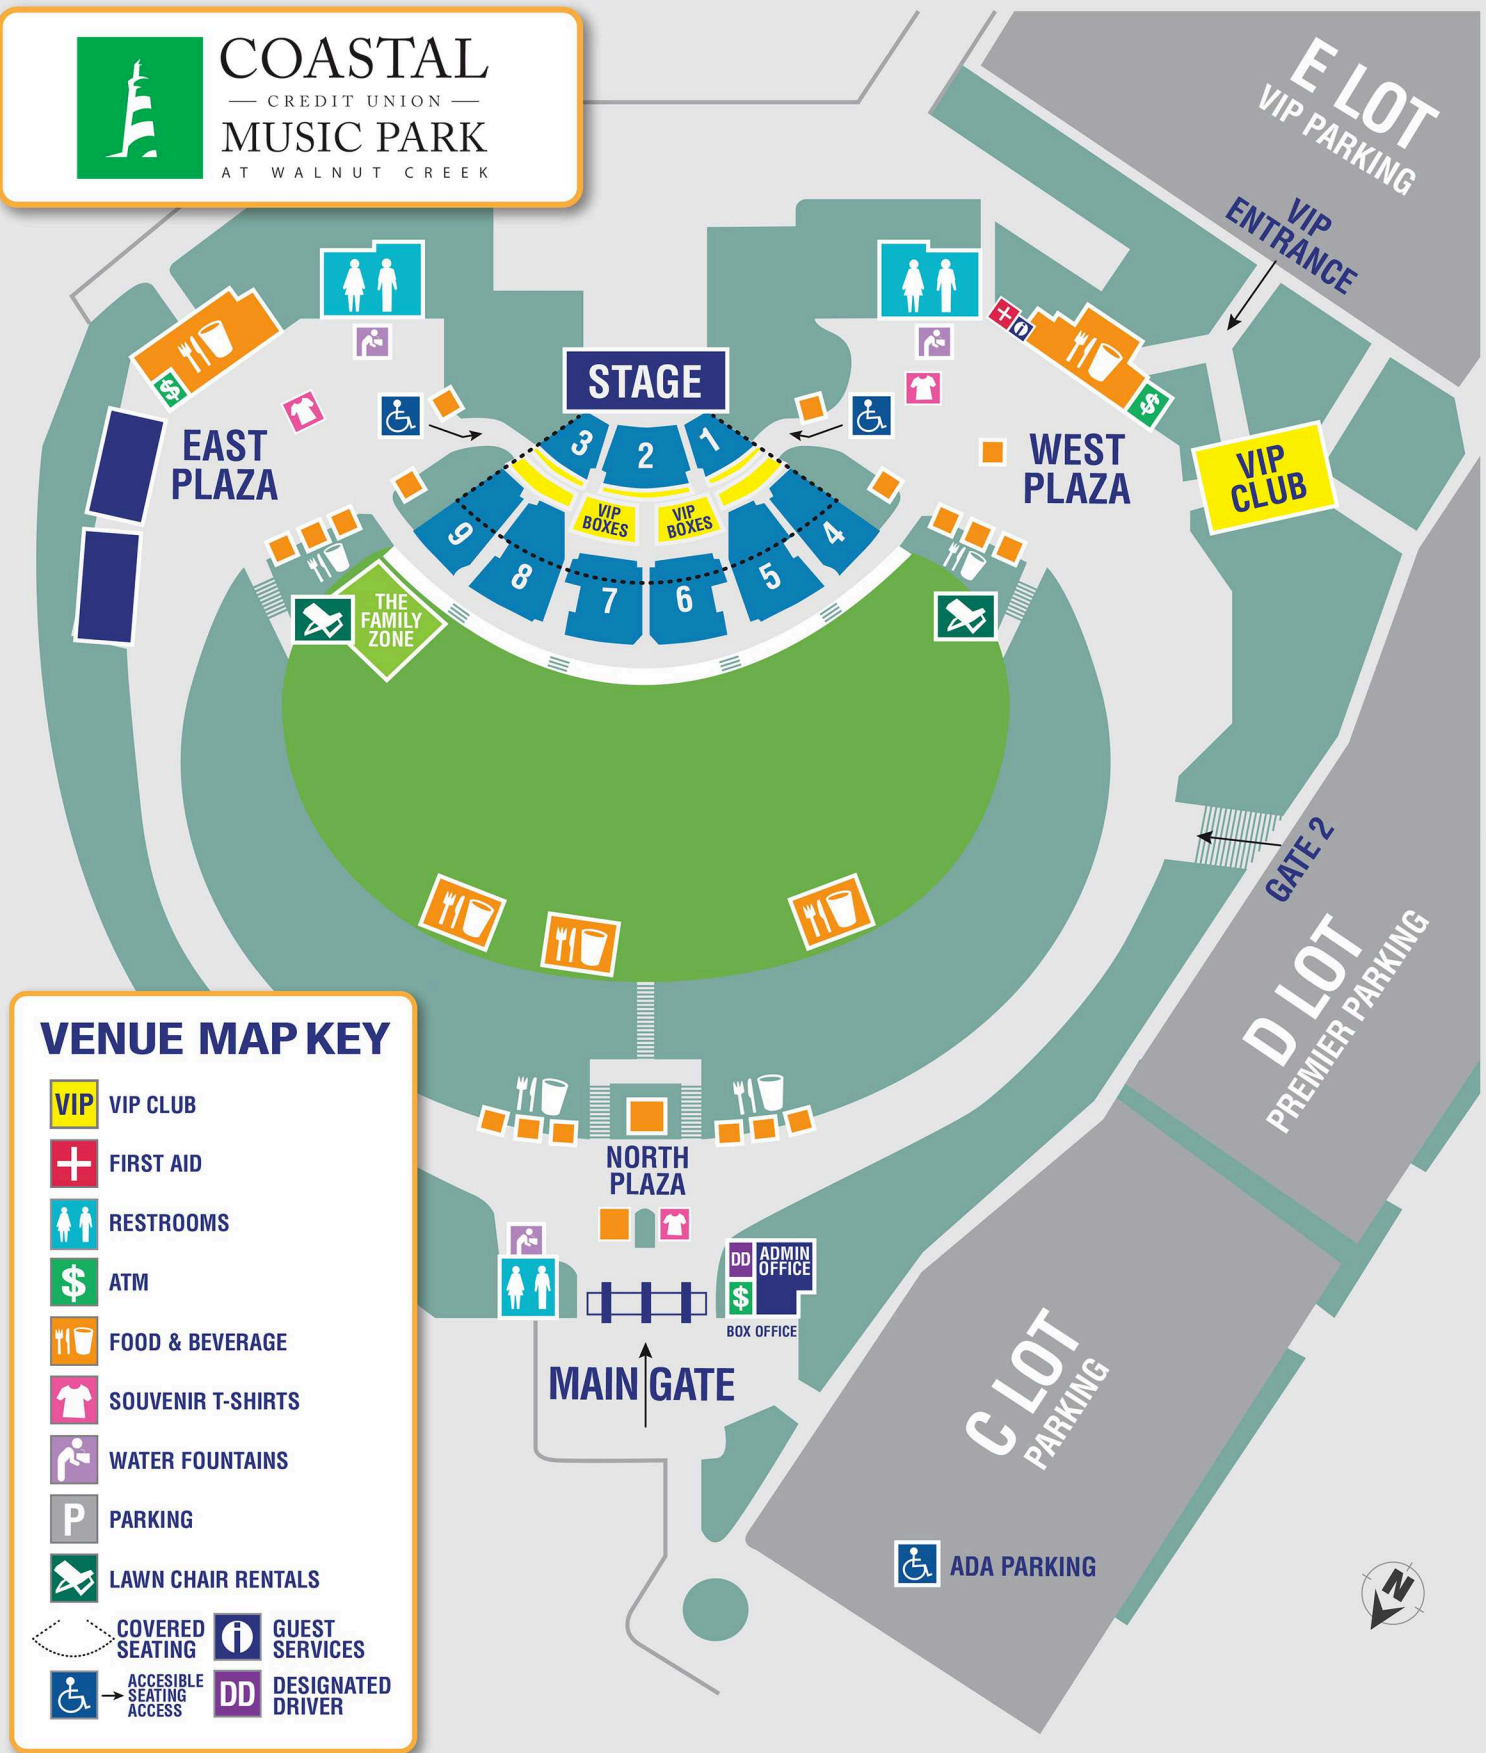 COASTAL
CREDIT UNION
MUSIC PARK
AT WALNUT CREEK
E LOT
VIP PARKING
VIP
ENTRANCE
STAGE
3
2
1
EAST
PLAZA
WEST
PLAZA
VIP
CLUB
VIP
BOXES
VIP
BOXES
9
8
7
6
5
4
THE
FAMILY
ZONE
$
i
$
GATE 2
D LOT
PREMIER PARKING
NORTH
PLAZA
DD
ADMIN
OFFICE
$
BOX OFFICE
MAIN GATE
C LOT
PARKING
ADA PARKING
N
VENUE MAP KEY
VIP VIP CLUB
FIRST AID
RESTROOMS
$ ATM
FOOD & BEVERAGE
SOUVENIR T-SHIRTS
WATER FOUNTAINS
P PARKING
LAWN CHAIR RENTALS
COVERED
SEATING
i
GUEST
SERVICES
ACCESIBLE
SEATING
ACCESS
DD
DESIGNATED
DRIVER